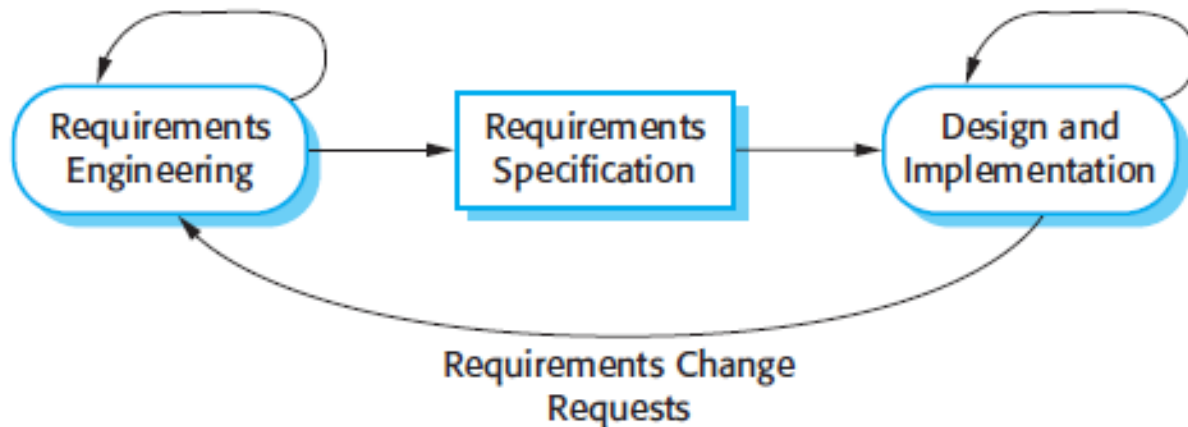 Requirements
Engineering
Requirements
Specification
Design and
Implementation
Requirements Change
Requests